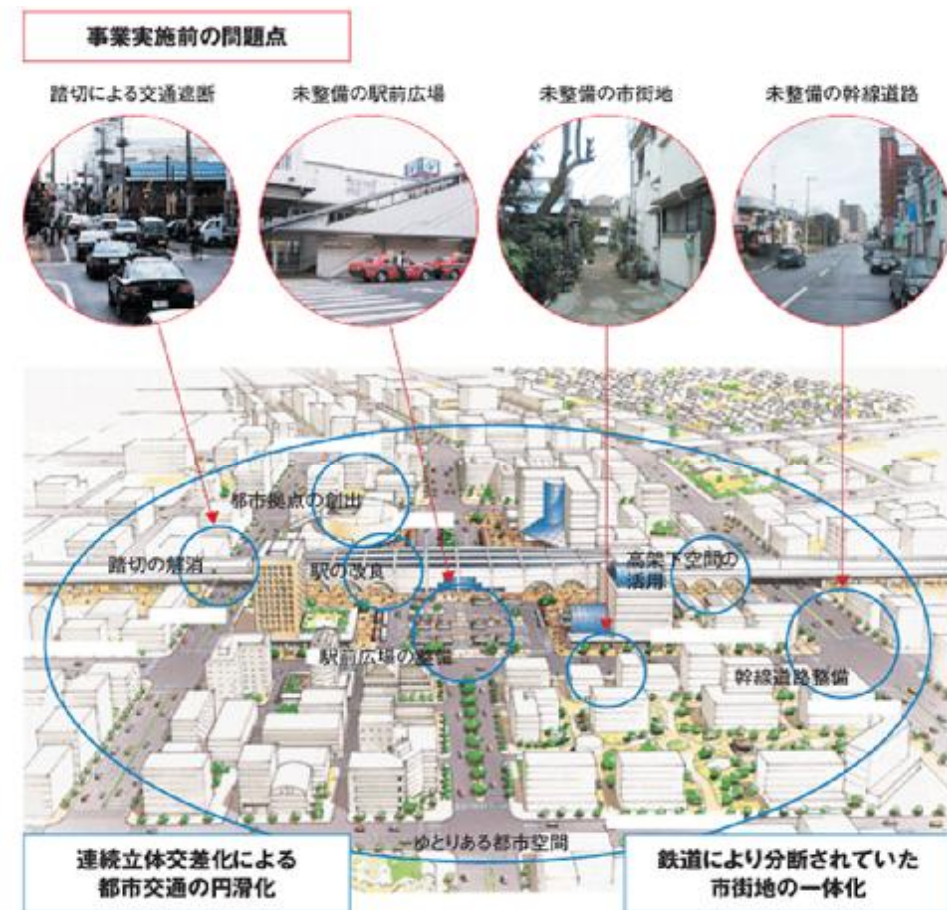 事業実施前の問題点
踏切による交通遮断
未整備の駅前広場
未整備の市街地
未整備の幹線道路
都市拠点の創出
踏切の解消
駅の改良
高架下空間の
活用
駅前広場の整備
幹線道路整備
ゆとりある都市空間
連続立体交差化による
都市交通の円滑化
鉄道により分断されていた
市街地の一体化